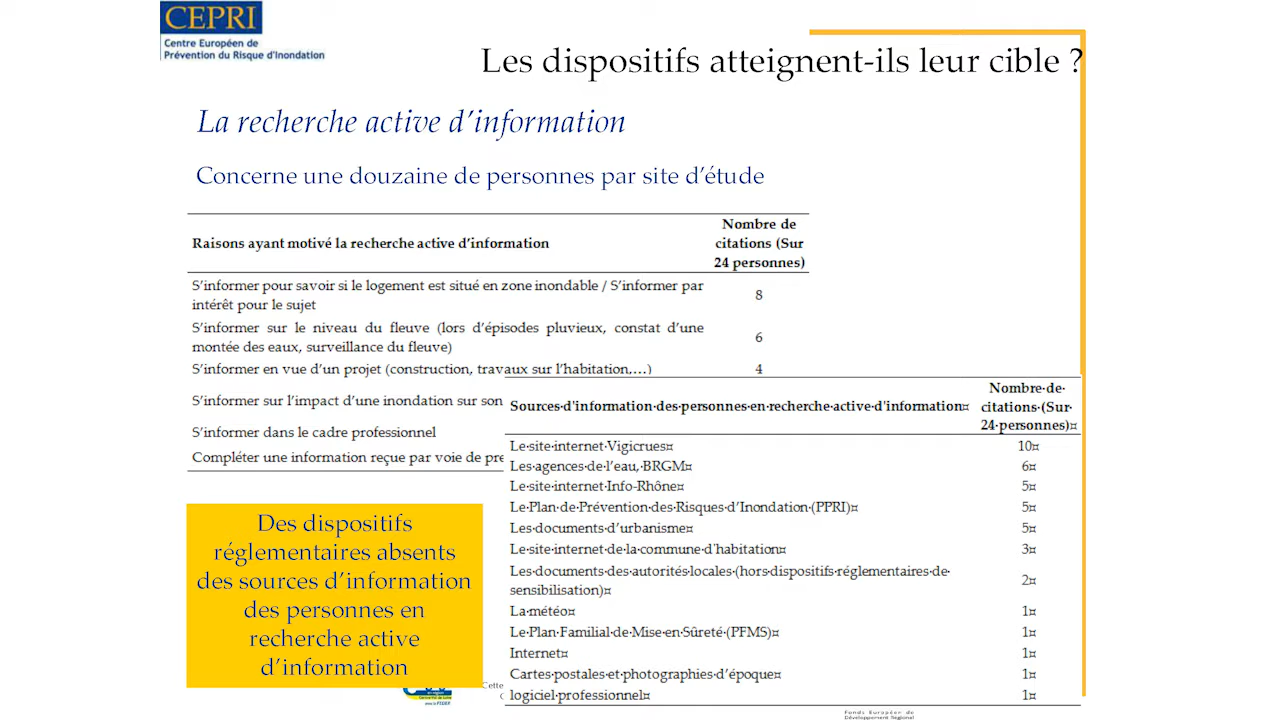 CEPRI
Centre Européen de
Prévention du Risque d'Inondation
Les dispositifs atteignent-ils leur cible ?
La recherche active d'information
Concerne une douzaine de personnes par site d'étude
Raisons ayant motivé la recherche active d'information
Nombre de
citations (Sur
24 personnes)
S'informer pour savoir si le logement est situé en zone inondable / S'informer par
intérêt pour le sujet
8
S'informer sur le niveau du fleuve (lors d'épisodes pluvieux, constat d'une
montée des eaux, surveillance du fleuve)
6
S'informer en vue d'un projet (construction, travaux sur l'habitation,…) 4
S'informer sur l'impact d'une inondation sur son
S'informer dans le cadre professionnel
Compléter une information reçue par voie de pre
Sources·d'information·des·personnes·en·recherche·active·d'information¤
Nombre·de·
citations·(Sur·
24·personnes)¤
Le·site·internet·Vigicrues¤ 10¤
Les·agences·de·l'eau,·BRGM¤ 6¤
Le·site·internet·Info-Rhône¤ 5¤
Le·Plan·de·Prévention·des·Risques·d'Inondation·(PPRI)¤ 5¤
Les·documents·d'urbanisme¤ 5¤
Le·site·internet·de·la·commune·d'habitation¤ 3¤
Les·documents·des·autorités·locales·(hors·dispositifs·réglementaires·de·
sensibilisation)¤
2¤
La·météo¤ 1¤
Le·Plan·Familial·de·Mise·en·Sûreté·(PFMS)¤ 1¤
Internet¤ 1¤
Cartes·postales·et·photographies·d'époque¤ 1¤
logiciel·professionnel¤ 1¤
Des dispositifs
réglementaires absents
des sources d'information
des personnes en
recherche active
d'information
Cette
Fonds Européen de
Développement Régional